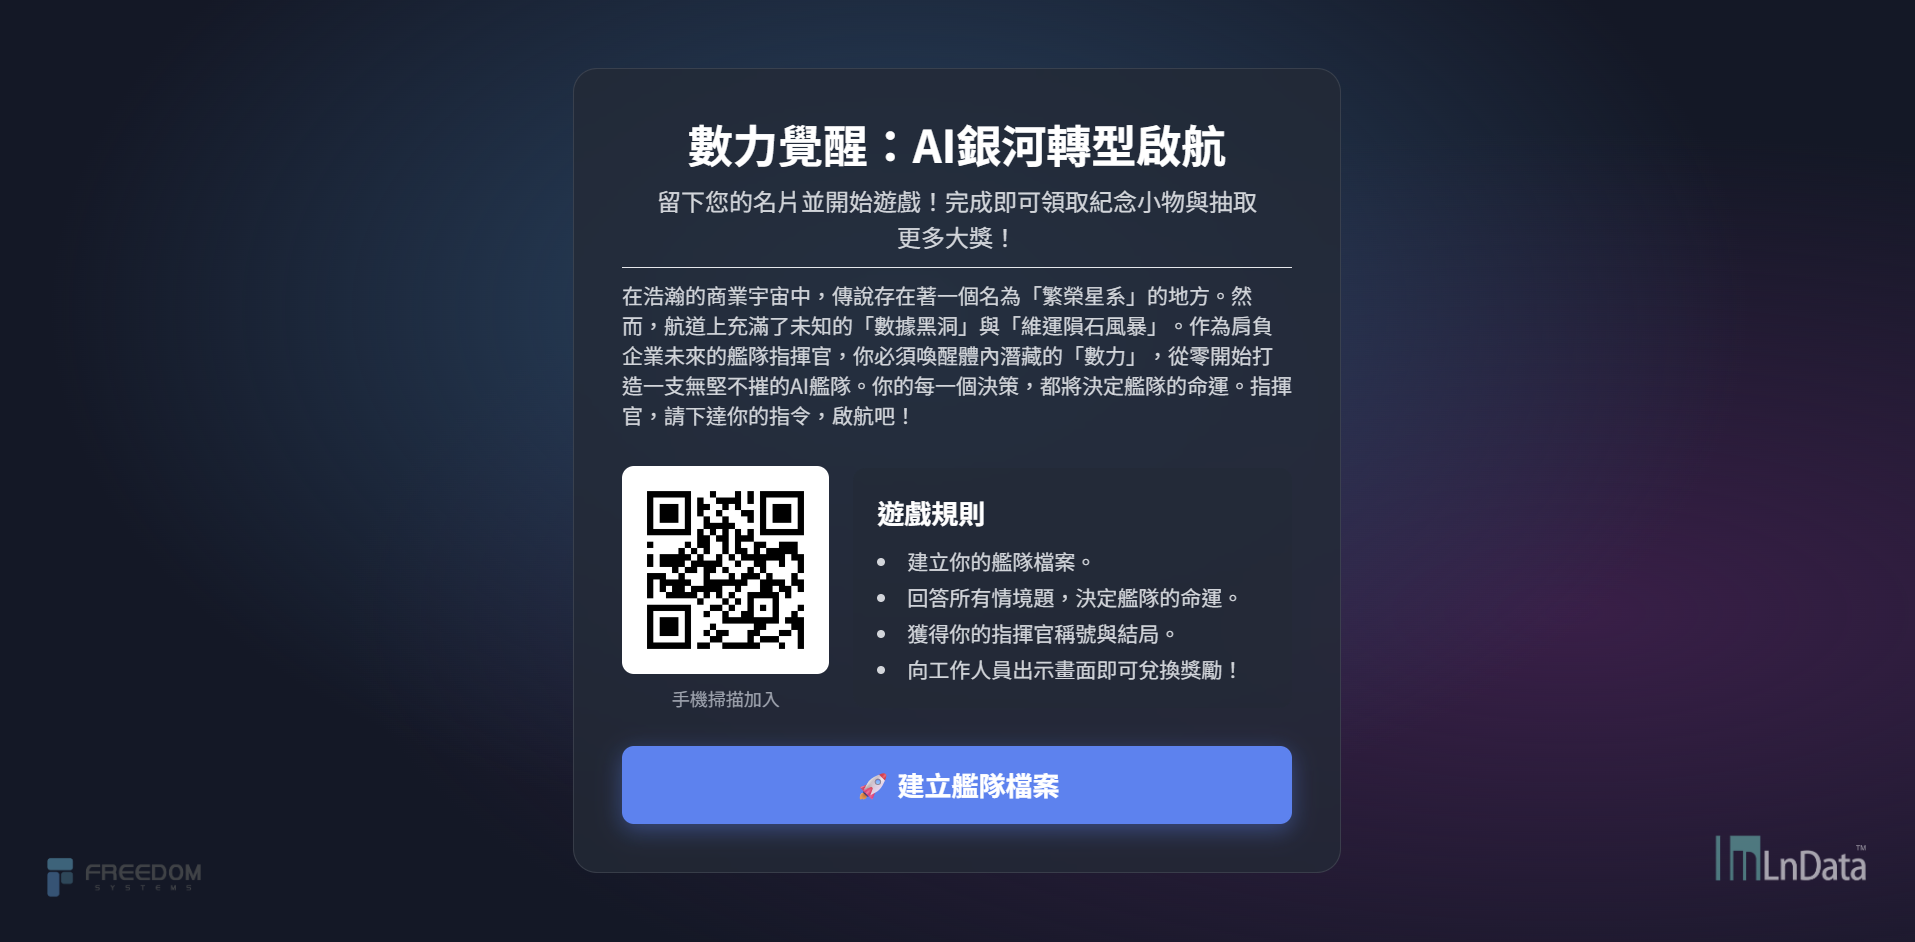 數力覺醒：AI銀河轉型啟航
留下您的名片並開始遊戲！完成即可領取紀念小物與抽取
更多大獎！
在浩瀚的商業宇宙中，傳說存在著一個名為「繁榮星系」的地方。然
而，航道上充滿了未知的「數據黑洞」與「維運隕石風暴」。作為肩負
企業未來的艦隊指揮官，你必須喚醒體內潛藏的「數力」，從零開始打
造一支無堅不摧的AI艦隊。你的每一個決策，都將決定艦隊的命運。指揮
官，請下達你的指令，啟航吧！
手機掃描加入
遊戲規則
• 建立你的艦隊檔案。
• 回答所有情境題，決定艦隊的命運。
• 獲得你的指揮官稱號與結局。
• 向工作人員出示畫面即可兌換獎勵！
🚀 建立艦隊檔案
FREEDOM
SYSTEMS
LnData™